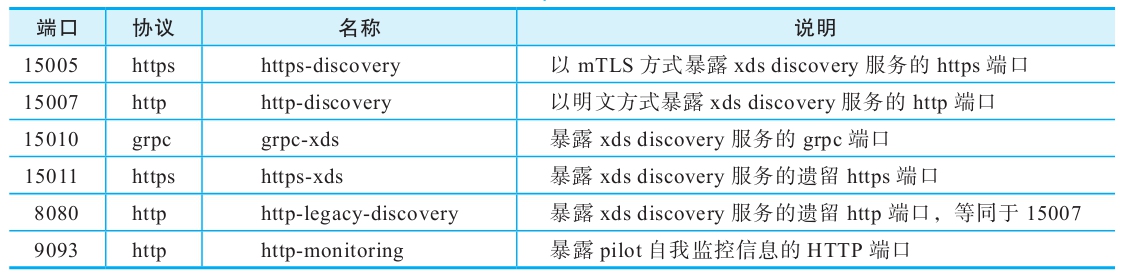 端口 协议 名称 说明
15005 https https-discovery 以 mTLS 方式暴露 xds discovery 服务的 https 端口
15007 http http-discovery 以明文方式暴露 xds discovery 服务的 http 端口
15010 grpc grpc-xds 暴露 xds discovery 服务的 grpc 端口
15011 https https-xds 暴露 xds discovery 服务的遗留 https 端口
8080 http http-legacy-discovery 暴露 xds discovery 服务的遗留 http 端口，等同于 15007
9093 http http-monitoring 暴露 pilot 自我监控信息的 HTTP 端口